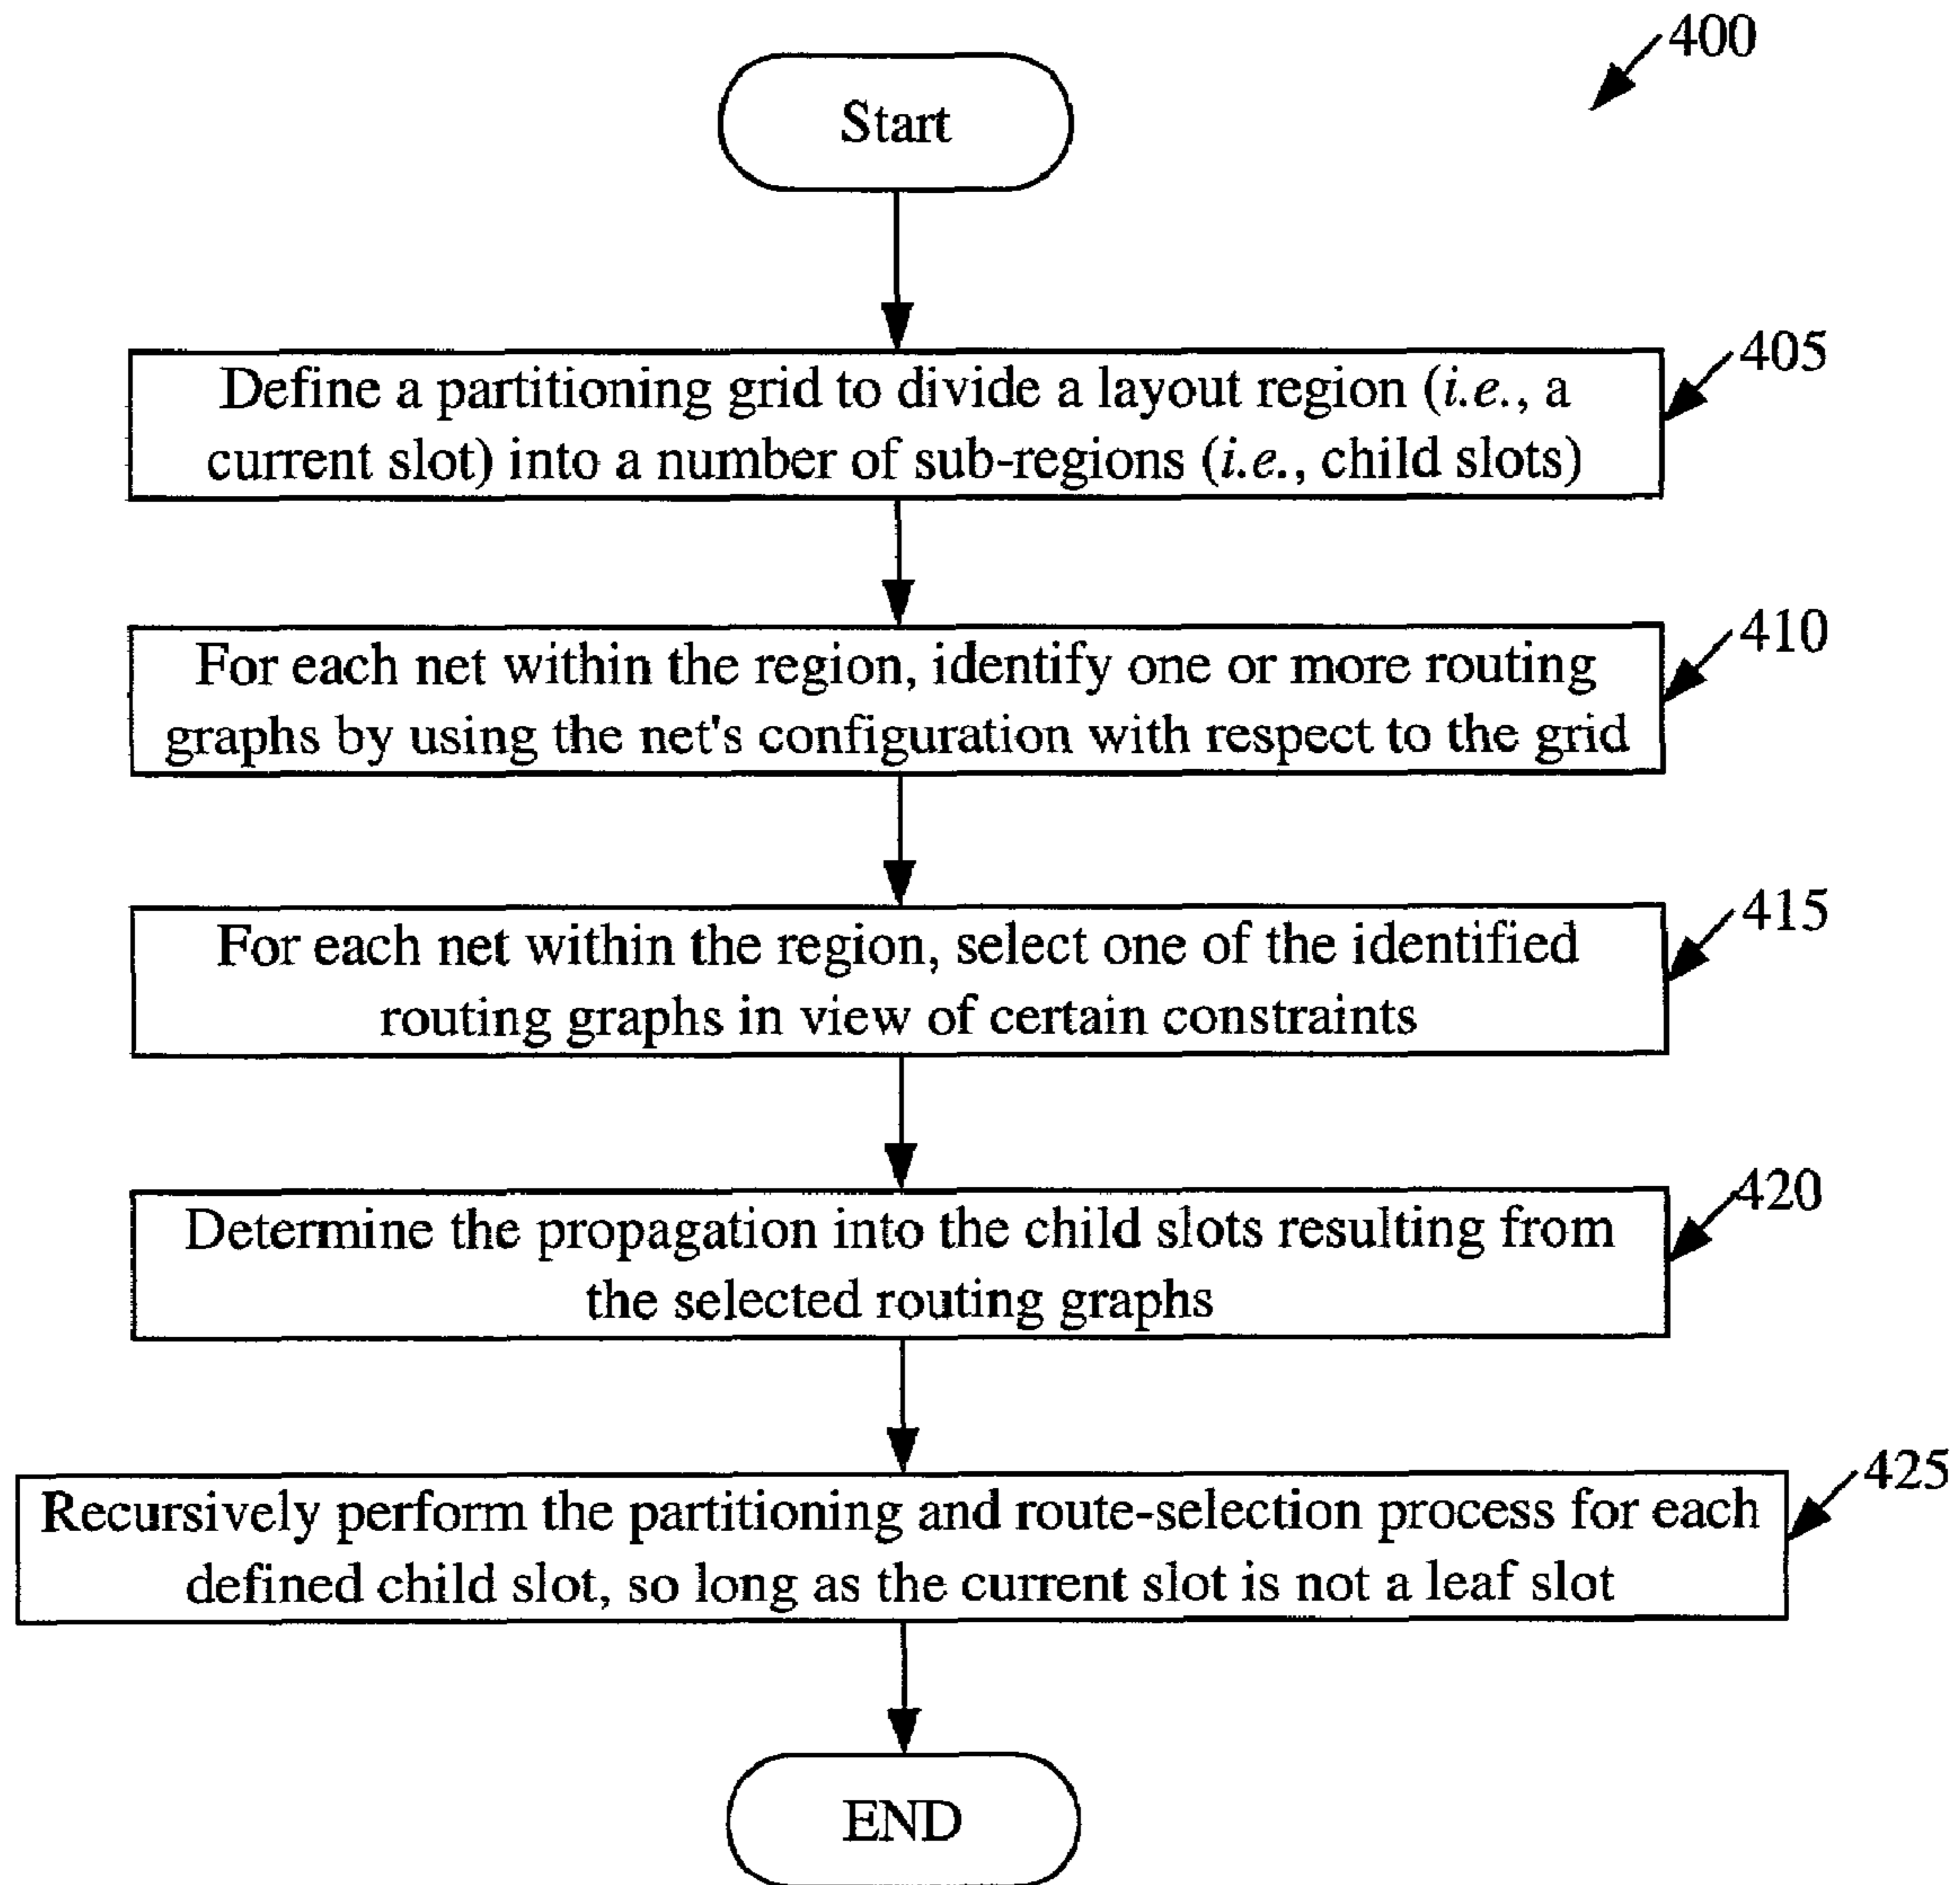 400
Start
405
Define a partitioning grid to divide a layout region (i.e., a
current slot) into a number of sub-regions (i.e., child slots)
410
For each net within the region, identify one or more routing
graphs by using the net's configuration with respect to the grid
415
For each net within the region, select one of the identified
routing graphs in view of certain constraints
420
Determine the propagation into the child slots resulting from
the selected routing graphs
425
Recursively perform the partitioning and route-selection process for each
defined child slot, so long as the current slot is not a leaf slot
END